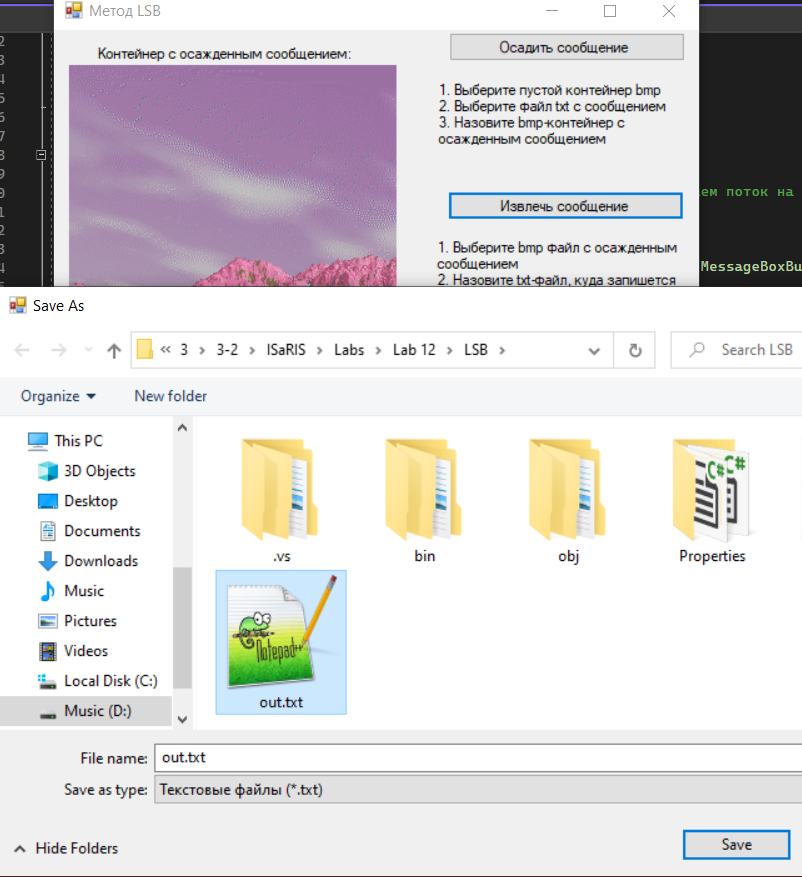 Метод LSB
Контейнер с осажденным сообщением:
Осадить сообщение
1. Выберите пустой контейнер bmp
2. Выберите файл txt с сообщением
3. Назовите bmp-контейнер с
осажденным сообщением
ем поток на
Извлечь сообщение
1. Выберите bmp файл с осажденным
сообщением
2. Назовите txt-файл, куда запишется
MessageBoxBu
Save As
« 3 › 3-2 › ISaRIS › Labs › Lab 12 › LSB ›
Search LSB
Organize
New folder
This PC
3D Objects
Desktop
Documents
Downloads
Music
Pictures
Videos
Local Disk (C:)
Music (D:)
.vs
bin
obj
C# C#
Properties
Notepad++
out.txt
File name: out.txt
Save as type: Текстовые файлы (*.txt)
Hide Folders
Save